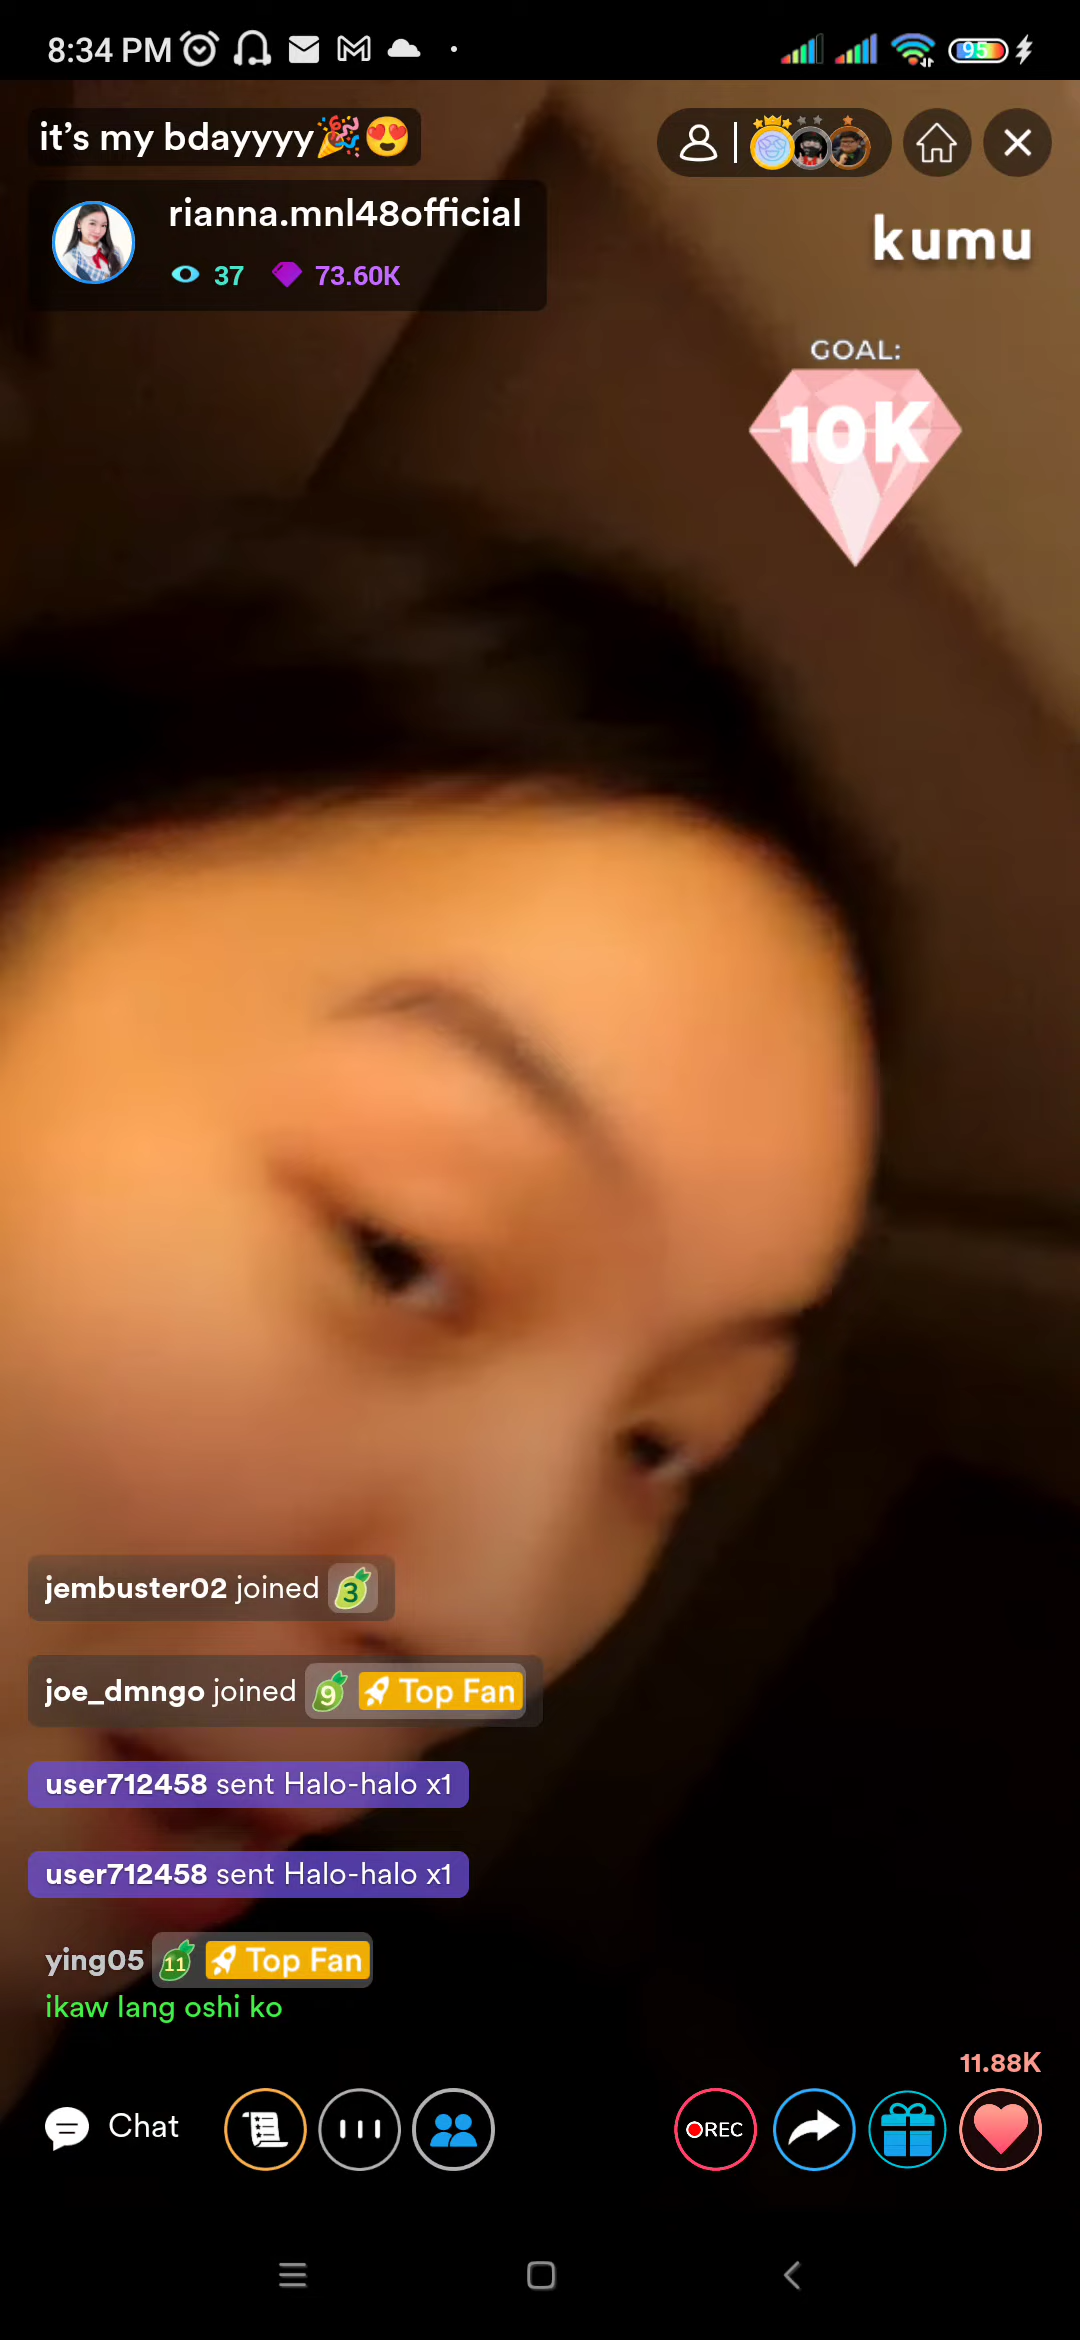 8:34 PM
95
it's my bdayyyy🎉😍
rianna.mnl48official
37 73.60K
kumu
GOAL:
10K
jembuster02 joined 3
joe_dmngo joined 9 Top Fan
user712458 sent Halo-halo x1
user712458 sent Halo-halo x1
ying05 11 Top Fan
ikaw lang oshi ko
11.88K
Chat
REC